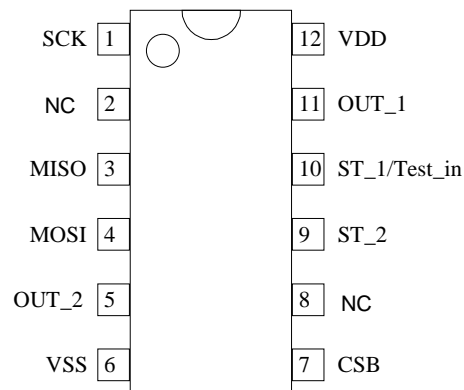 SCK 1 12 VDD
NC 2 11 OUT_1
MISO 3 10 ST_1/Test_in
MOSI 4 9 ST_2
OUT_2 5 8 NC
VSS 6 7 CSB